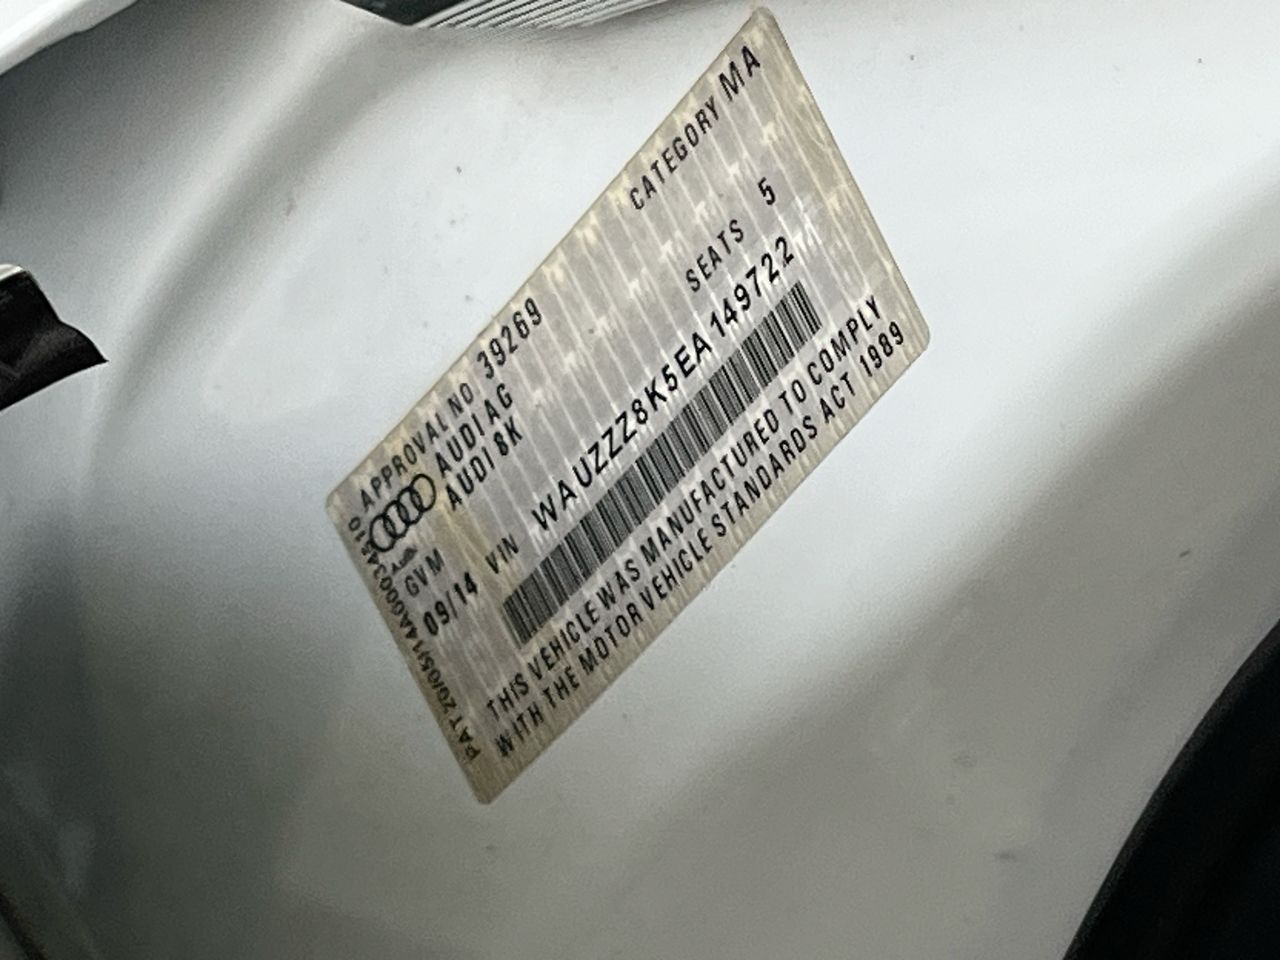 APPROVAL NO 39269 CATEGORY MA
AUDI AG
AUDI 8K SEATS 5
GVM
09/14 VIN WAUZZZ8K5EA149722
THIS VEHICLE WAS MANUFACTURED TO COMPLY
WITH THE MOTOR VEHICLE STANDARDS ACT 1989